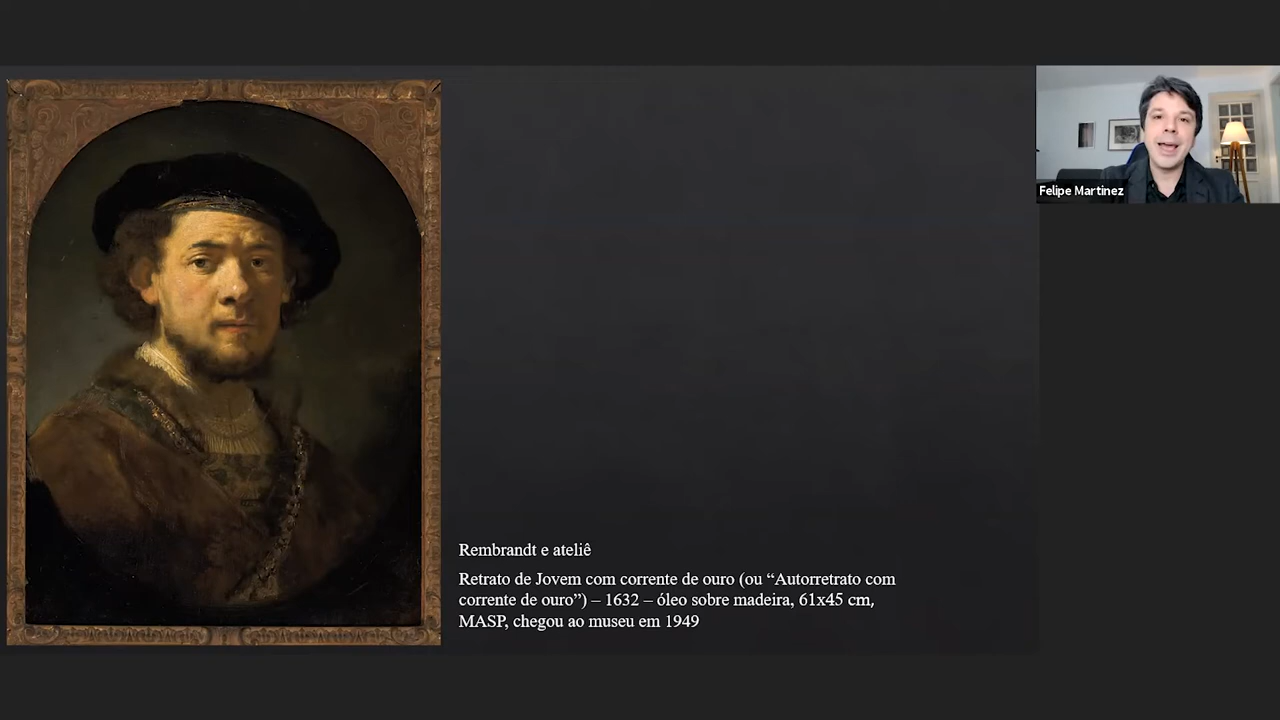 Felipe Martinez
Rembrandt e ateliê
Retrato de Jovem com corrente de ouro (ou “Autorretrato com
corrente de ouro”) – 1632 – óleo sobre madeira, 61x45 cm,
MASP, chegou ao museu em 1949